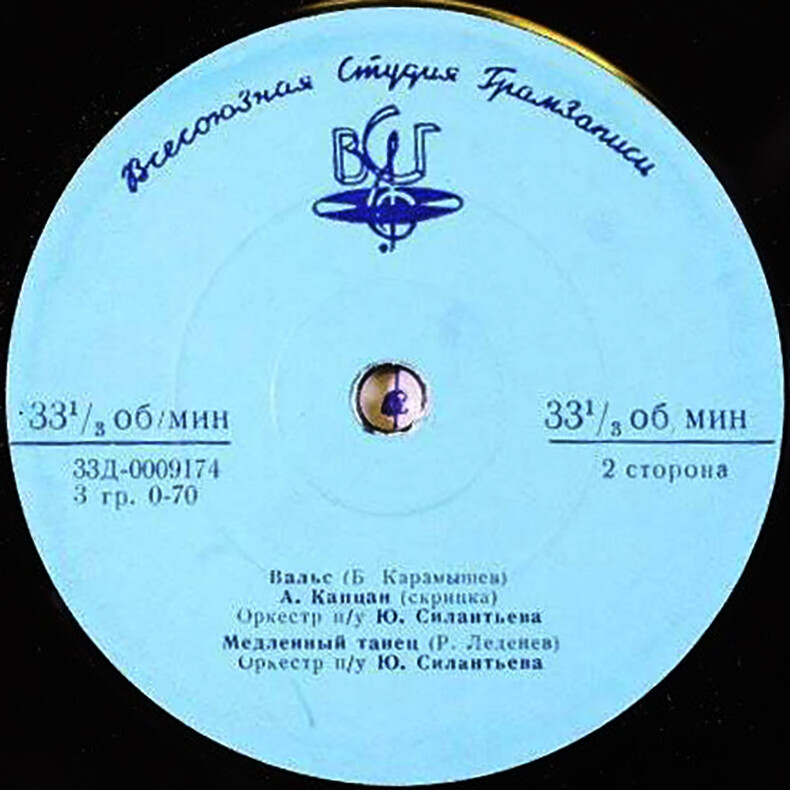 Всесоюзная Студия Грамзаписи
ВСГ
33¹/₃ об/мин
33Д-0009174
3 гр. 0-70
33¹/₃ об/мин
2 сторона
Вальс (Б. Карамышев)
А. Капцан (скрипка)
Оркестр п/у Ю. Силантьева
Медленный танец (Р. Леденев)
Оркестр п/у Ю. Силантьева